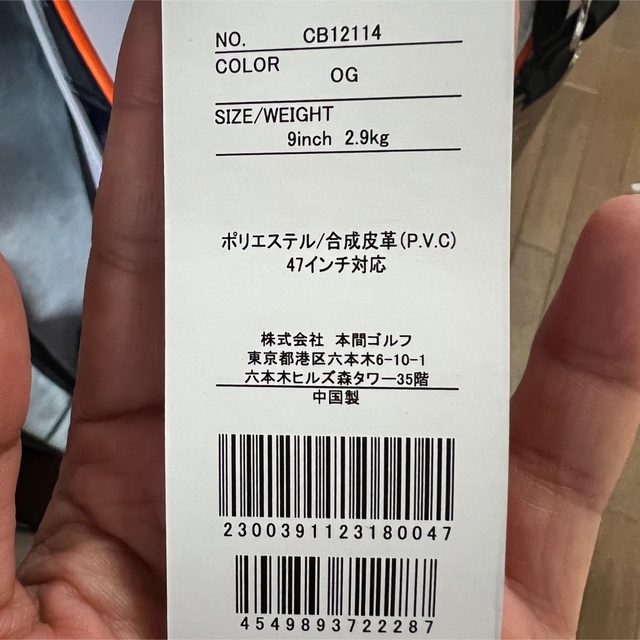 NO. CB12114
COLOR OG
SIZE/WEIGHT
9inch 2.9kg
ポリエステル/合成皮革(P.V.C)
47インチ対応
株式会社 本間ゴルフ
東京都港区六本木6-10-1
六本木ヒルズ森タワー35階
中国製
2300391123180047
4549893722287